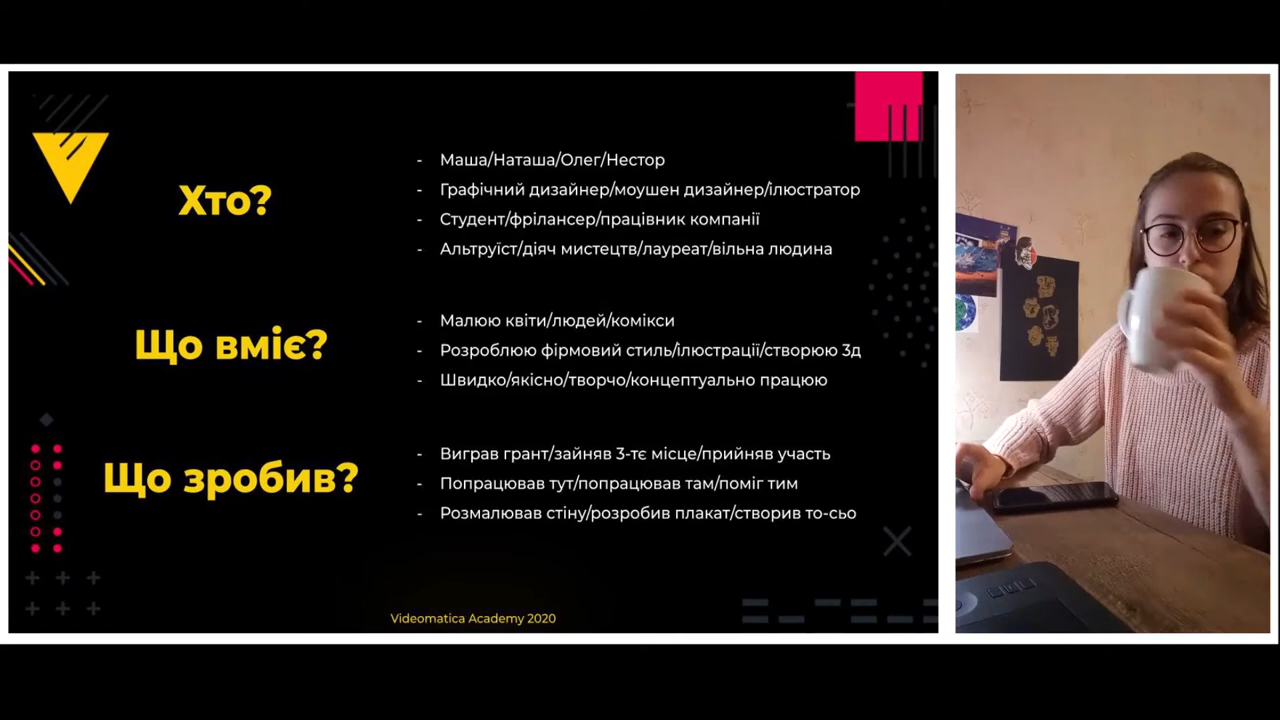 Хто?
- Маша/Наташа/Олег/Нестор
- Графічний дизайнер/моушен дизайнер/ілюстратор
- Студент/фрілансер/працівник компанії
- Альтруїст/діяч мистецтв/лауреат/вільна людина
Що вміє?
- Малюю квіти/людей/комікси
- Розроблюю фірмовий стиль/ілюстрації/створюю 3д
- Швидко/якісно/творчо/концептуально працюю
Що зробив?
- Виграв грант/зайняв 3-тє місце/прийняв участь
- Попрацював тут/попрацював там/поміг тим
- Розмалював стіну/розробив плакат/створив то-сьо
Videomatica Academy 2020